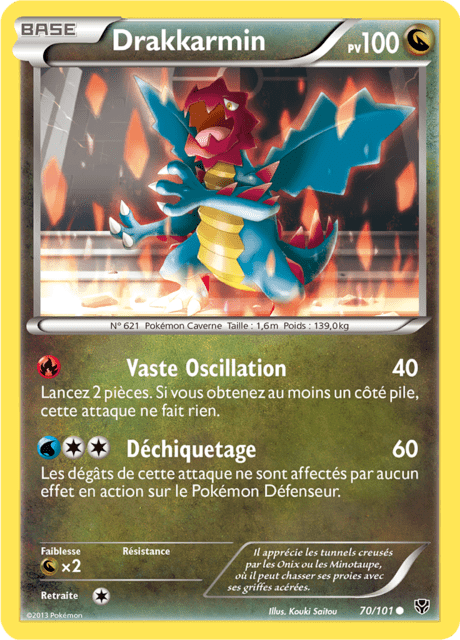 BASE
Drakkarmin
PV100
N° 621 Pokémon Caverne Taille : 1,6m Poids : 139,0kg
Vaste Oscillation 40
Lancez 2 pièces. Si vous obtenez au moins un côté pile,
cette attaque ne fait rien.
Déchiquetage 60
Les dégâts de cette attaque ne sont affectés par aucun
effet en action sur le Pokémon Défenseur.
Faiblesse Résistance
×2
Retraite
Il apprécie les tunnels creusés
par les Onix ou les Minotaupe,
où il peut chasser ses proies avec
ses griffes acérées.
©2013 Pokémon
Illus. Kouki Saitou
70/101